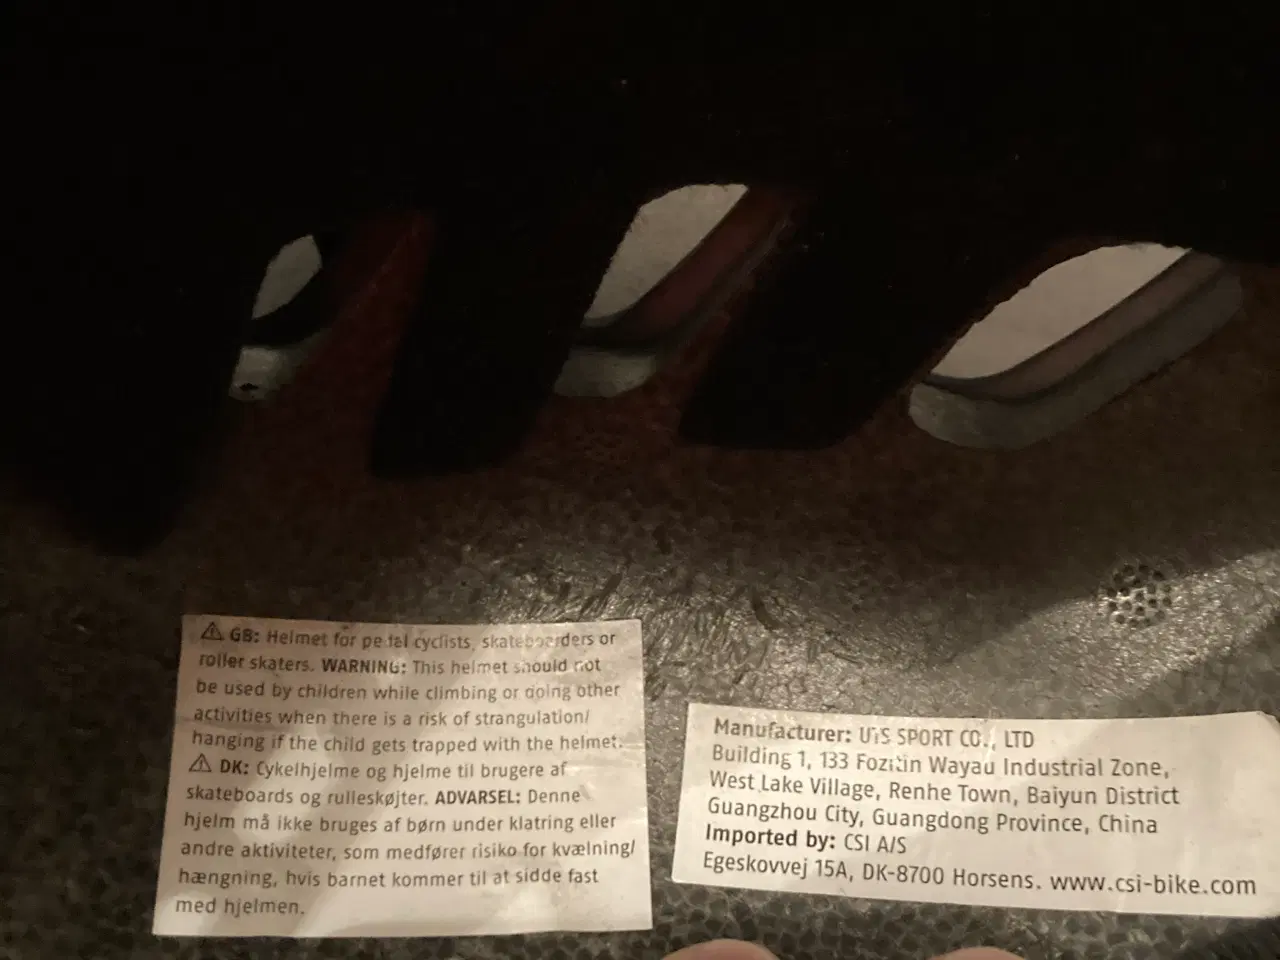 ⚠ GB: Helmet for pedal cyclists, skateboarders or
roller skaters. WARNING: This helmet should not
be used by children while climbing or doing other
activities when there is a risk of strangulation/
hanging if the child gets trapped with the helmet.
⚠ DK: Cykelhjelme og hjelme til brugere af
skateboards og rulleskøjter. ADVARSEL: Denne
hjelm må ikke bruges af børn under klatring eller
andre aktiviteter, som medfører risiko for kvælning/
hængning, hvis barnet kommer til at sidde fast
med hjelmen.
Manufacturer: SPORT CO., LTD
Building 1, 133 Wayau Industrial Zone,
West Lake Village, Renhe Town, Baiyun District
Guangzhou City, Guangdong Province, China
Imported by: CSI A/S
Egeskovvej 15A, DK-8700 Horsens. www.csi-bike.com